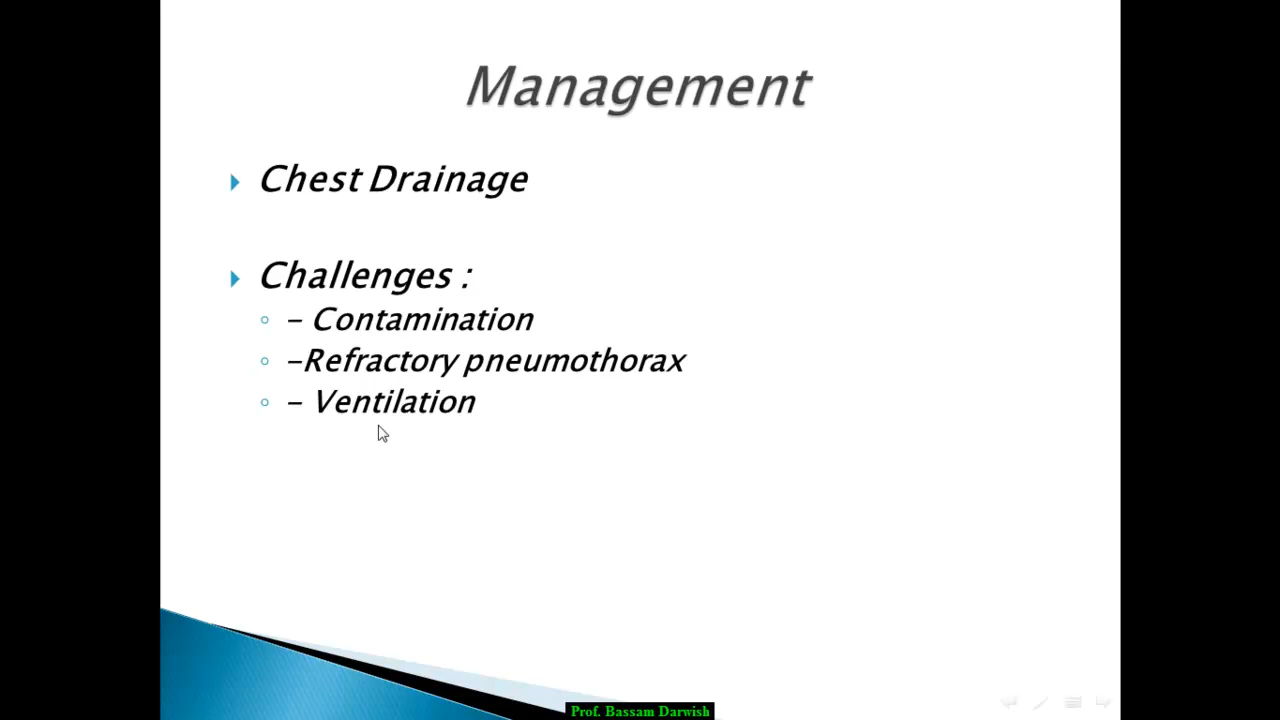 Management
Chest Drainage
Challenges :
- Contamination
-Refractory pneumothorax
- Ventilation
Prof. Bassam Darwish